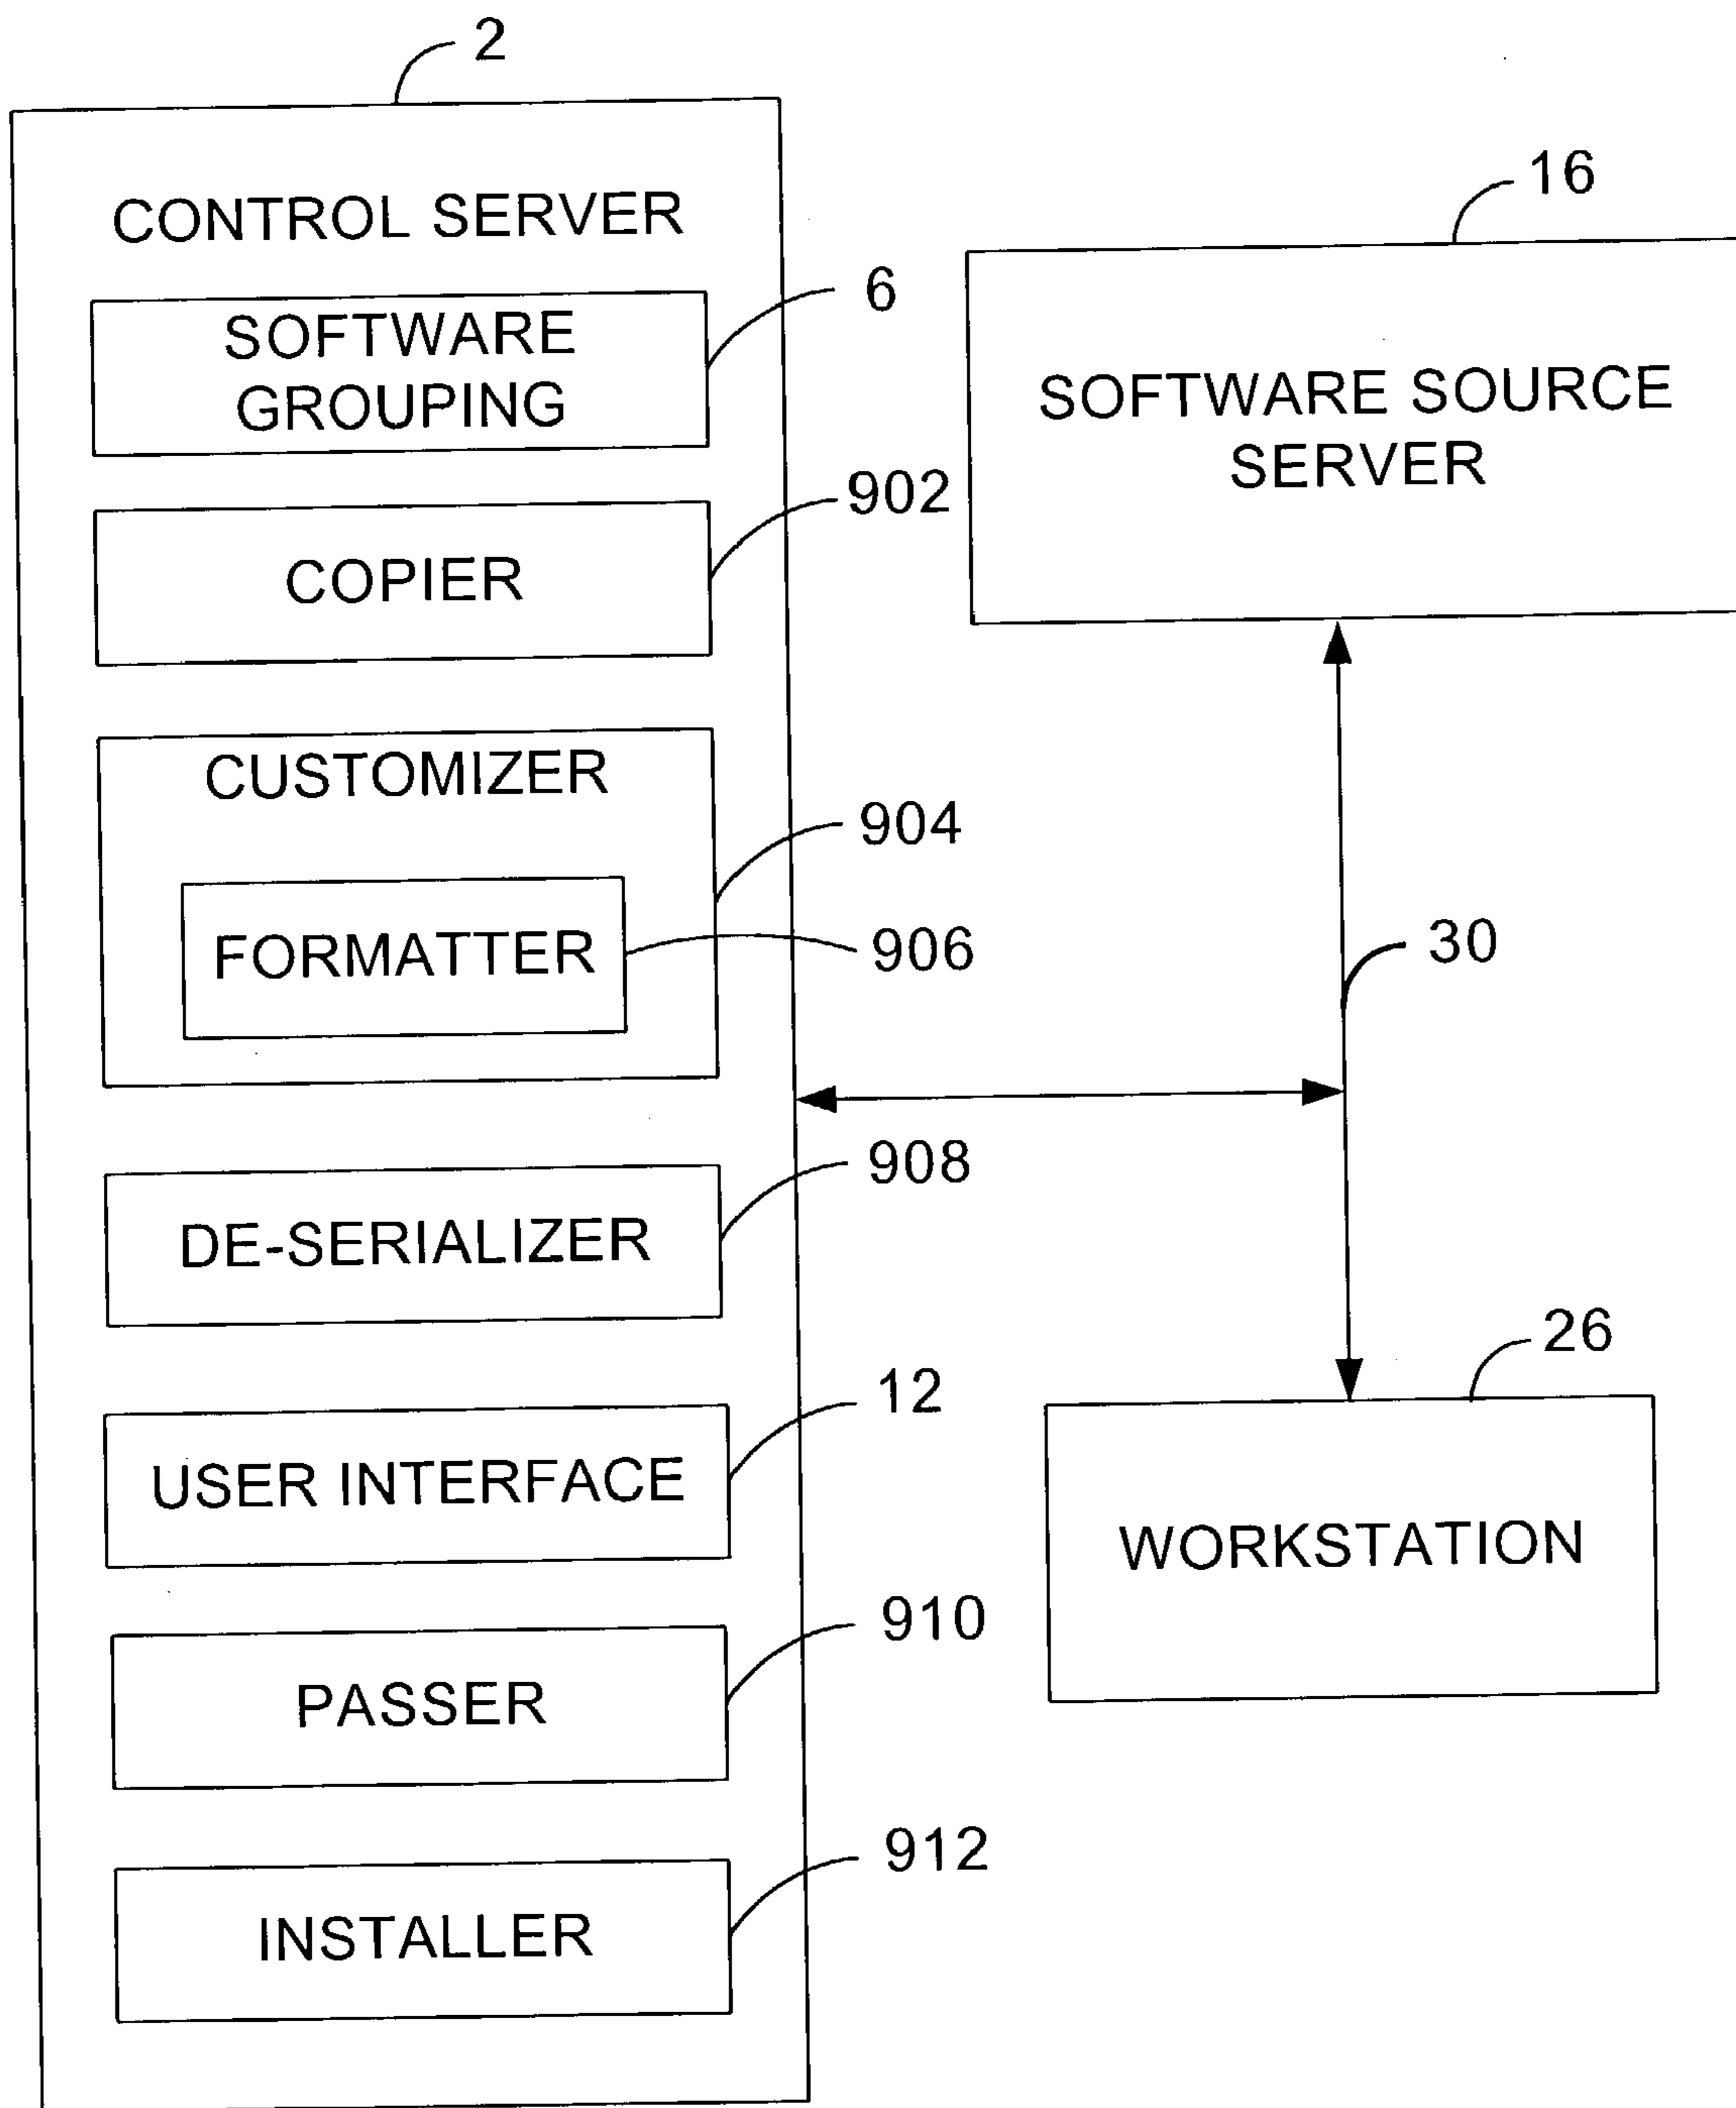 2
CONTROL SERVER
SOFTWARE
GROUPING
6
COPIER
902
CUSTOMIZER
904
FORMATTER
906
DE-SERIALIZER
908
USER INTERFACE
12
PASSER
910
INSTALLER
912
16
SOFTWARE SOURCE
SERVER
30
26
WORKSTATION